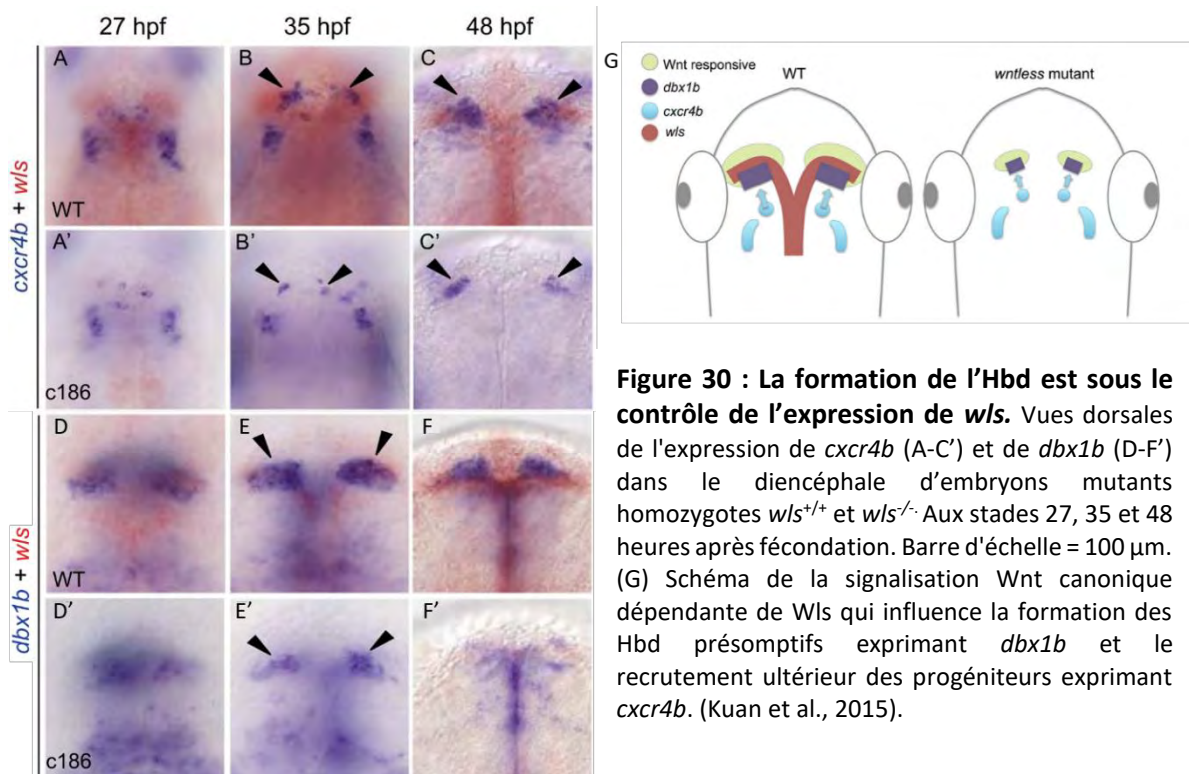 27 hpf
35 hpf
48 hpf
cxcr4b + wls
A
WT
B
C
A'
c186
B'
C'
dbx1b + wls
D
WT
E
F
D'
c186
E'
F'
G
Wnt responsive
dbx1b
cxcr4b
wls
WT
wntless mutant
Figure 30 : La formation de l'Hbd est sous le
contrôle de l'expression de wls. Vues dorsales
de l'expression de cxcr4b (A-C') et de dbx1b (D-F')
dans le diencéphale d'embryons mutants
homozygotes wls+/+ et wls-/-. Aux stades 27, 35 et 48
heures après fécondation. Barre d'échelle = 100 µm.
(G) Schéma de la signalisation Wnt canonique
dépendante de Wls qui influence la formation des
Hbd présomptifs exprimant dbx1b et le
recrutement ultérieur des progéniteurs exprimant
cxcr4b. (Kuan et al., 2015).